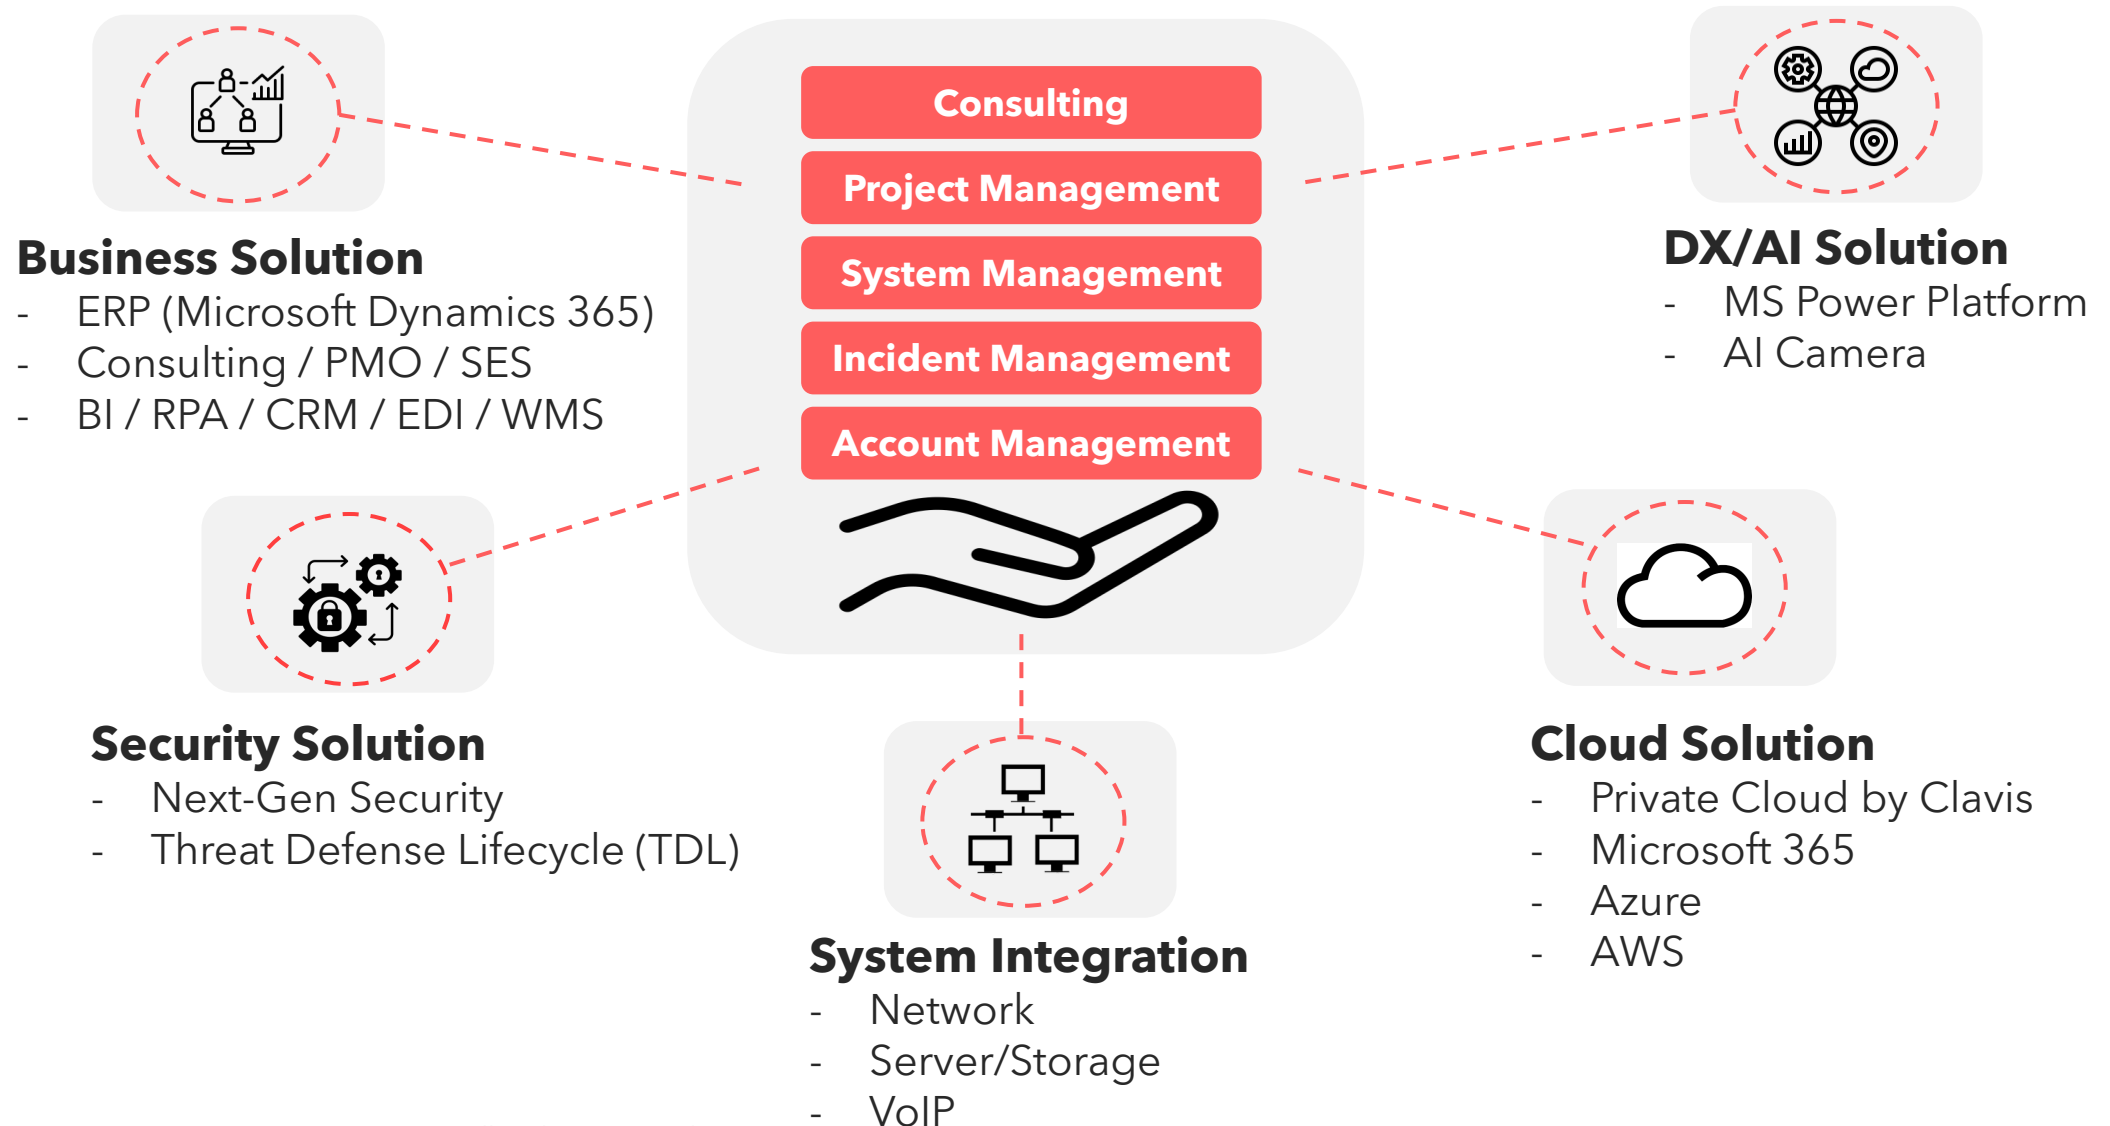 Consulting
Project Management
System Management
Incident Management
Account Management
Business Solution
- ERP (Microsoft Dynamics 365)
- Consulting / PMO / SES
- BI / RPA / CRM / EDI / WMS
DX/AI Solution
- MS Power Platform
- AI Camera
Security Solution
- Next-Gen Security
- Threat Defense Lifecycle (TDL)
System Integration
- Network
- Server/Storage
- VoIP
Cloud Solution
- Private Cloud by Clavis
- Microsoft 365
- Azure
- AWS